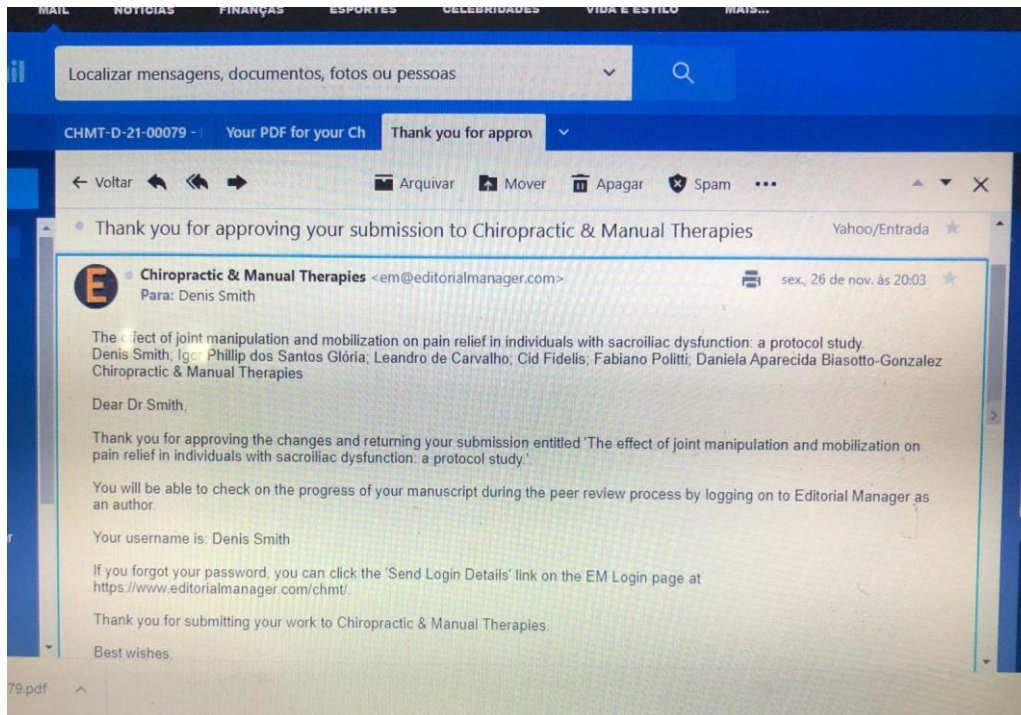 MAIL NOTÍCIAS FINANÇAS ESPORTES CELEBRIDADES VIDA E ESTILO MAIS...
Localizar mensagens, documentos, fotos ou pessoas
CHMT-D-21-00079 - Your PDF for your Ch Thank you for approv
Voltar Arquivar Mover Apagar Spam
Thank you for approving your submission to Chiropractic & Manual Therapies Yahoo/Entrada
E
Chiropractic & Manual Therapies <em@editorialmanager.com> sex., 26 de nov. às 20:03
Para: Denis Smith
The effect of joint manipulation and mobilization on pain relief in individuals with sacroiliac dysfunction: a protocol study.
Denis Smith; Igor Phillip dos Santos Glória; Leandro de Carvalho; Cid Fidelis; Fabiano Politti; Daniela Aparecida Biasotto-Gonzalez
Chiropractic & Manual Therapies
Dear Dr Smith,
Thank you for approving the changes and returning your submission entitled 'The effect of joint manipulation and mobilization on
pain relief in individuals with sacroiliac dysfunction: a protocol study.'.
You will be able to check on the progress of your manuscript during the peer review process by logging on to Editorial Manager as
an author.
Your username is: Denis Smith
If you forgot your password, you can click the 'Send Login Details' link on the EM Login page at
https://www.editorialmanager.com/chmt/.
Thank you for submitting your work to Chiropractic & Manual Therapies.
Best wishes,
79.pdf